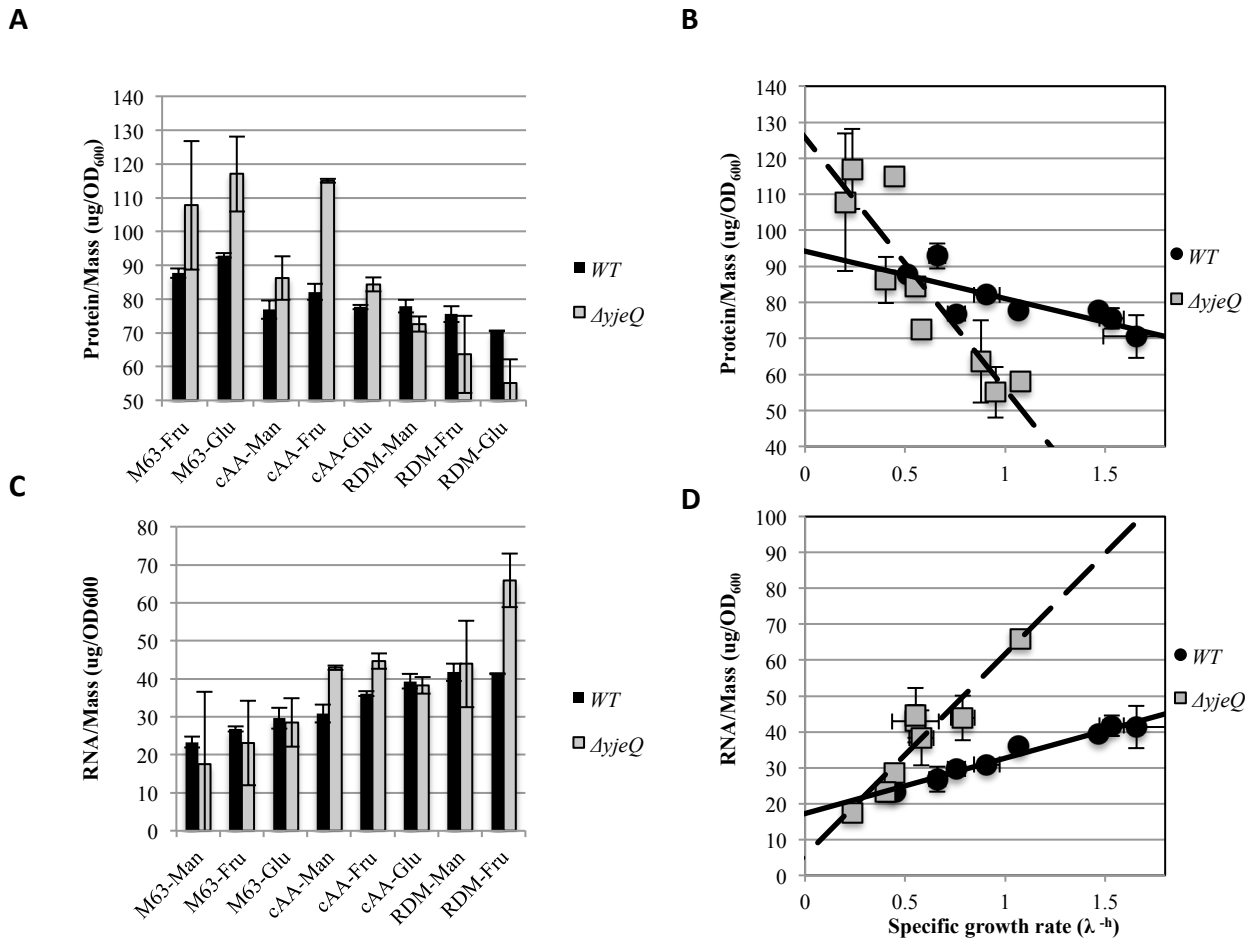 A
B
140
130
120
110
100
90
80
70
60
50
Protein/Mass (ug/OD600)
M63-Fru
M63-Glu
cAA-Man
cAA-Fru
cAA-Glu
RDM-Man
RDM-Fru
RDM-Glu
WT
ΔyjeQ
140
130
120
110
100
90
80
70
60
50
40
Protein/Mass (ug/OD600)
0
0.5
1
1.5
WT
ΔyjeQ
C
D
80
70
60
50
40
30
20
10
0
RNA/Mass (ug/OD600
M63-Man
M63-Fru
M63-Glu
cAA-Man
cAA-Fru
cAA-Glu
RDM-Man
RDM-Fru
WT
ΔyjeQ
100
90
80
70
60
50
40
30
20
10
0
RNA/Mass (ug/OD600
0
0.5
1
1.5
Specific growth rate (λ -h)
WT
ΔyjeQ